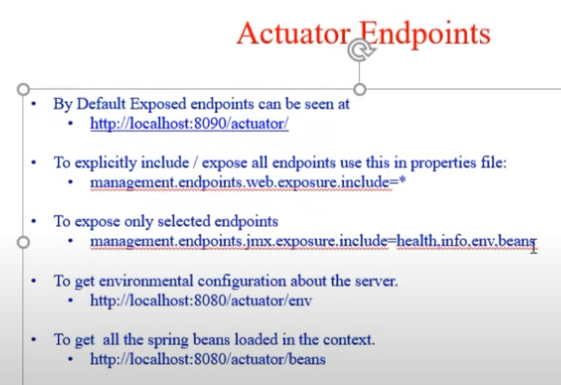 Actuator Endpoints
• By Default Exposed endpoints can be seen at
• http://localhost:8090/actuator/
• To explicitly include / expose all endpoints use this in properties file:
• management.endpoints.web.exposure.include=*
• To expose only selected endpoints
• management.endpoints.jmx.exposure.include=health,info,env,beans
• To get environmental configuration about the server.
• http://localhost:8080/actuator/env
• To get all the spring beans loaded in the context.
• http://localhost:8080/actuator/beans